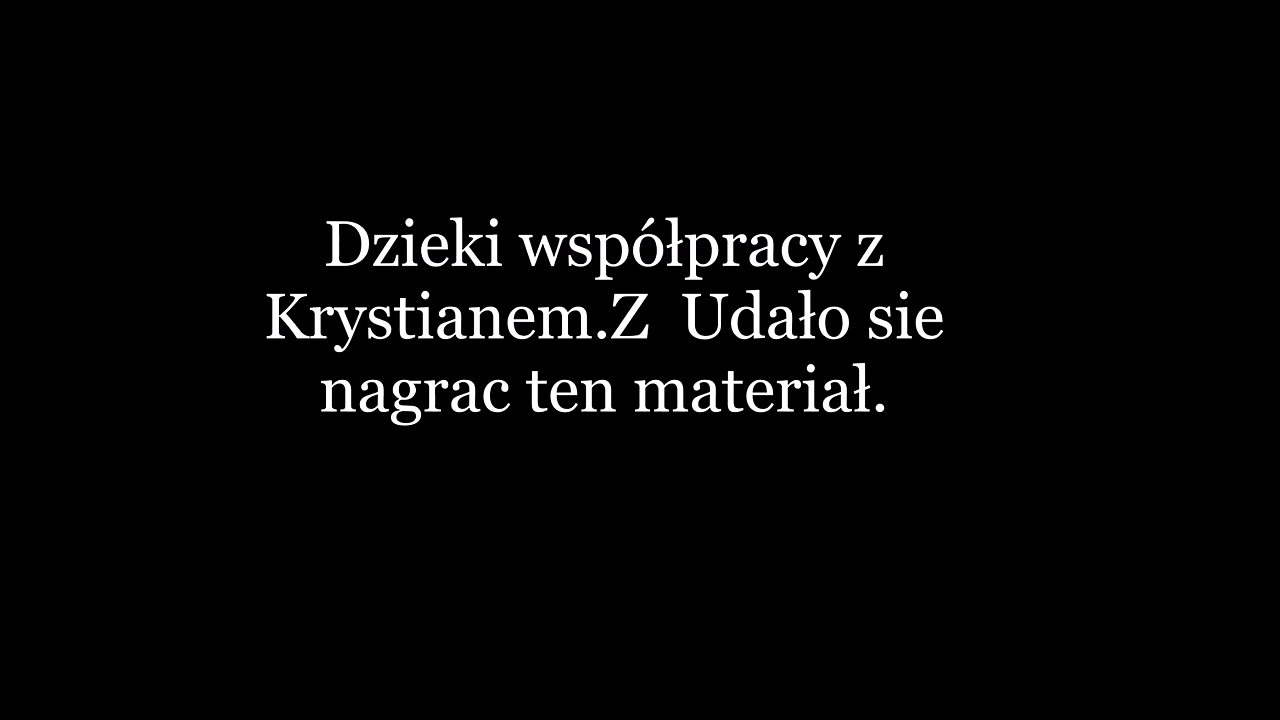 Dzieki współpracy z
Krystianem.Z  Udało sie
nagrac ten materiał.